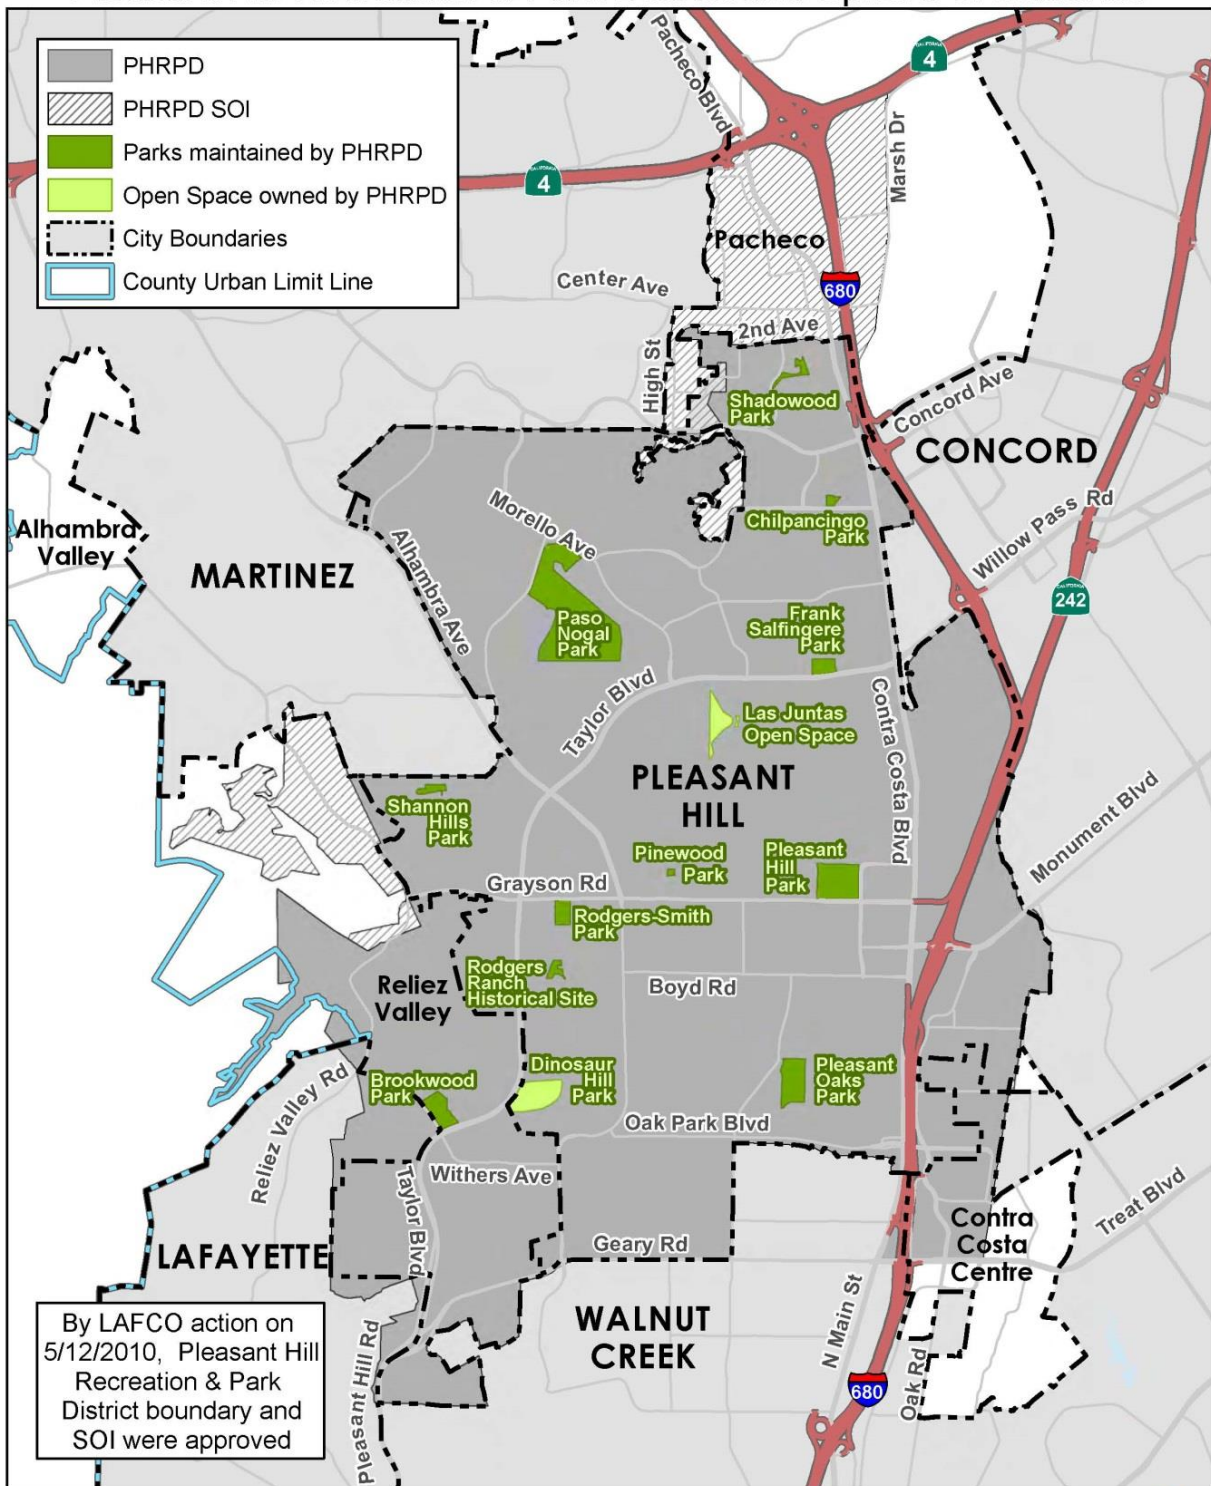 PHRPD
PHRPD SOI
Parks maintained by PHRPD
Open Space owned by PHRPD
City Boundaries
County Urban Limit Line
Pacheco Blvd
4
4
Marsh Dr
Pacheco
Center Ave
680
2nd Ave
High St
Shadowood
Park
Concord Ave
CONCORD
Morello Ave
Chilpancingo
Park
Willow Pass Rd
Alhambra
Valley
MARTINEZ
Alhambra Ave
242
Paso
Nogal
Park
Frank
Salfingere
Park
Taylor Blvd
Las Juntas
Open Space
Contra Costa Blvd
PLEASANT
HILL
Monument Blvd
Shannon
Hills
Park
Pinewood
Park
Pleasant
Hill
Park
Grayson Rd
Rodgers-Smith
Park
Reliez
Valley
Rodgers
Ranch
Historical Site
Boyd Rd
Reliez Valley Rd
Brookwood
Park
Dinosaur
Hill
Park
Pleasant
Oaks
Park
Oak Park Blvd
Withers Ave
Taylor Blvd
Treat Blvd
LAFAYETTE
Geary Rd
Contra
Costa
Centre
WALNUT
CREEK
N Main St
Oak Rd
680
Pleasant Hill Rd
By LAFCO action on
5/12/2010, Pleasant Hill
Recreation & Park
District boundary and
SOI were approved